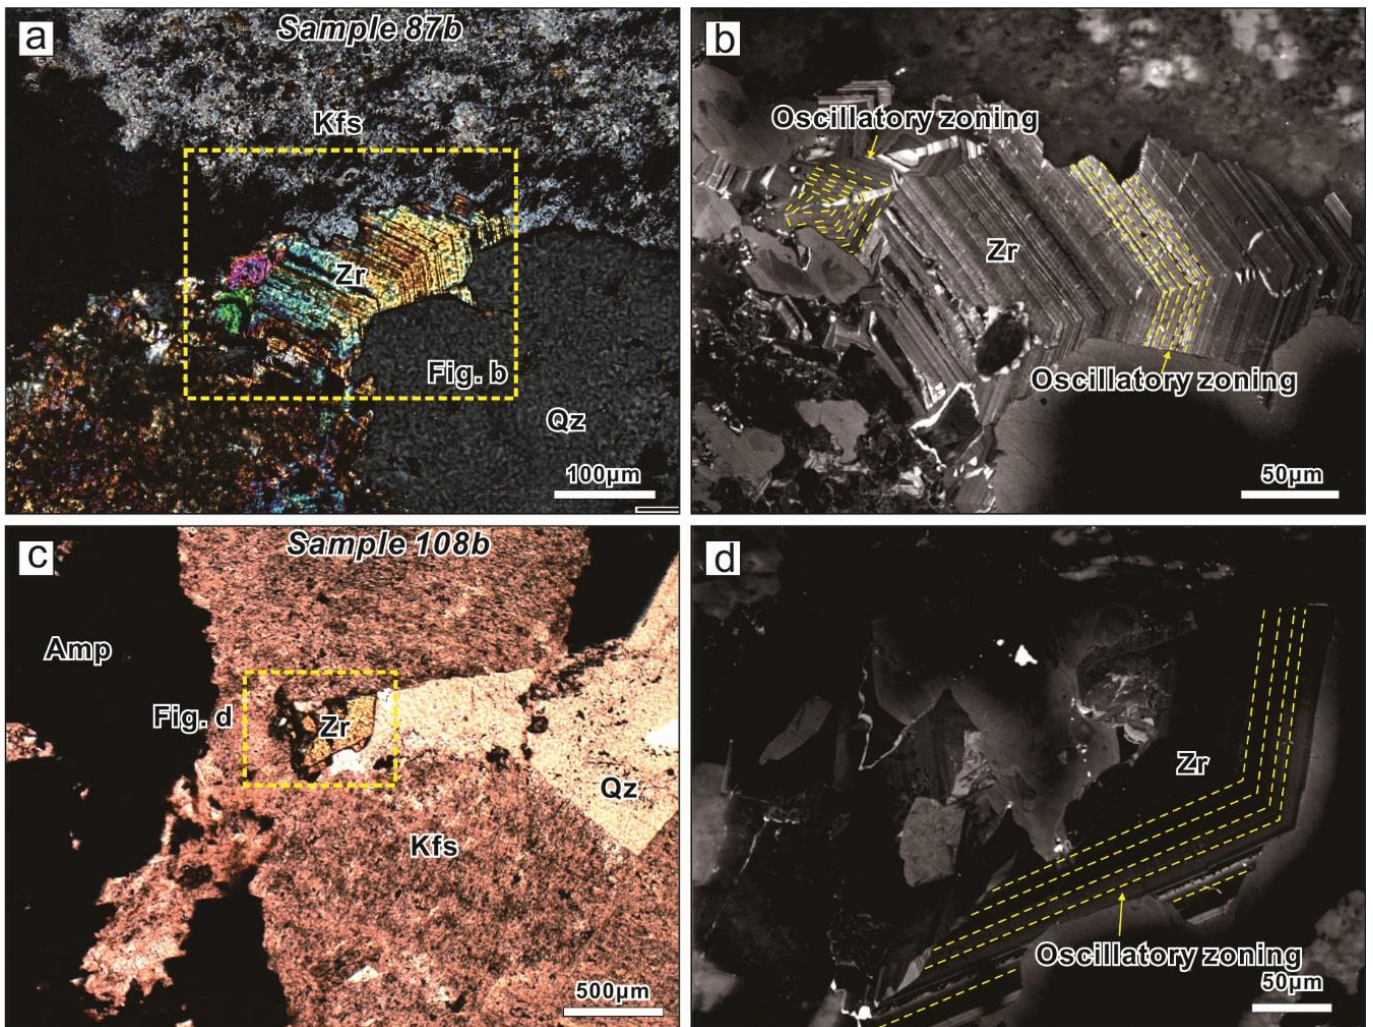 a
Sample 87b
Kfs
Zr
Fig. b
Qz
100μm
b
Oscillatory zoning
Zr
Oscillatory zoning
50μm
c
Sample 108b
Amp
Fig. d
Zr
Qz
Kfs
500μm
d
Zr
Oscillatory zoning
50μm